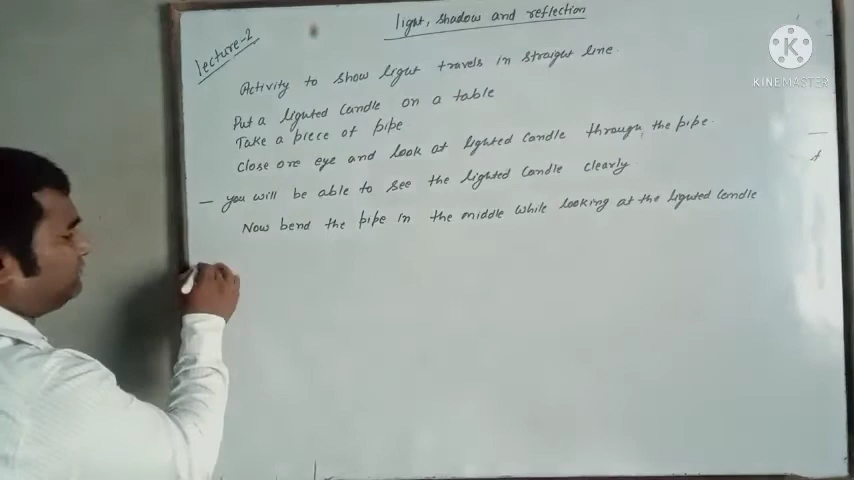 light, shadow and reflection
lecture-2
Activity to show light travels in straight line.
Put a lighted candle on a table
Take a piece of pipe
Close one eye and look at lighted candle through the pipe.
— you will be able to see the lighted candle clearly
Now bend the pipe in the middle while looking at the lighted candle
K
KINEMASTER